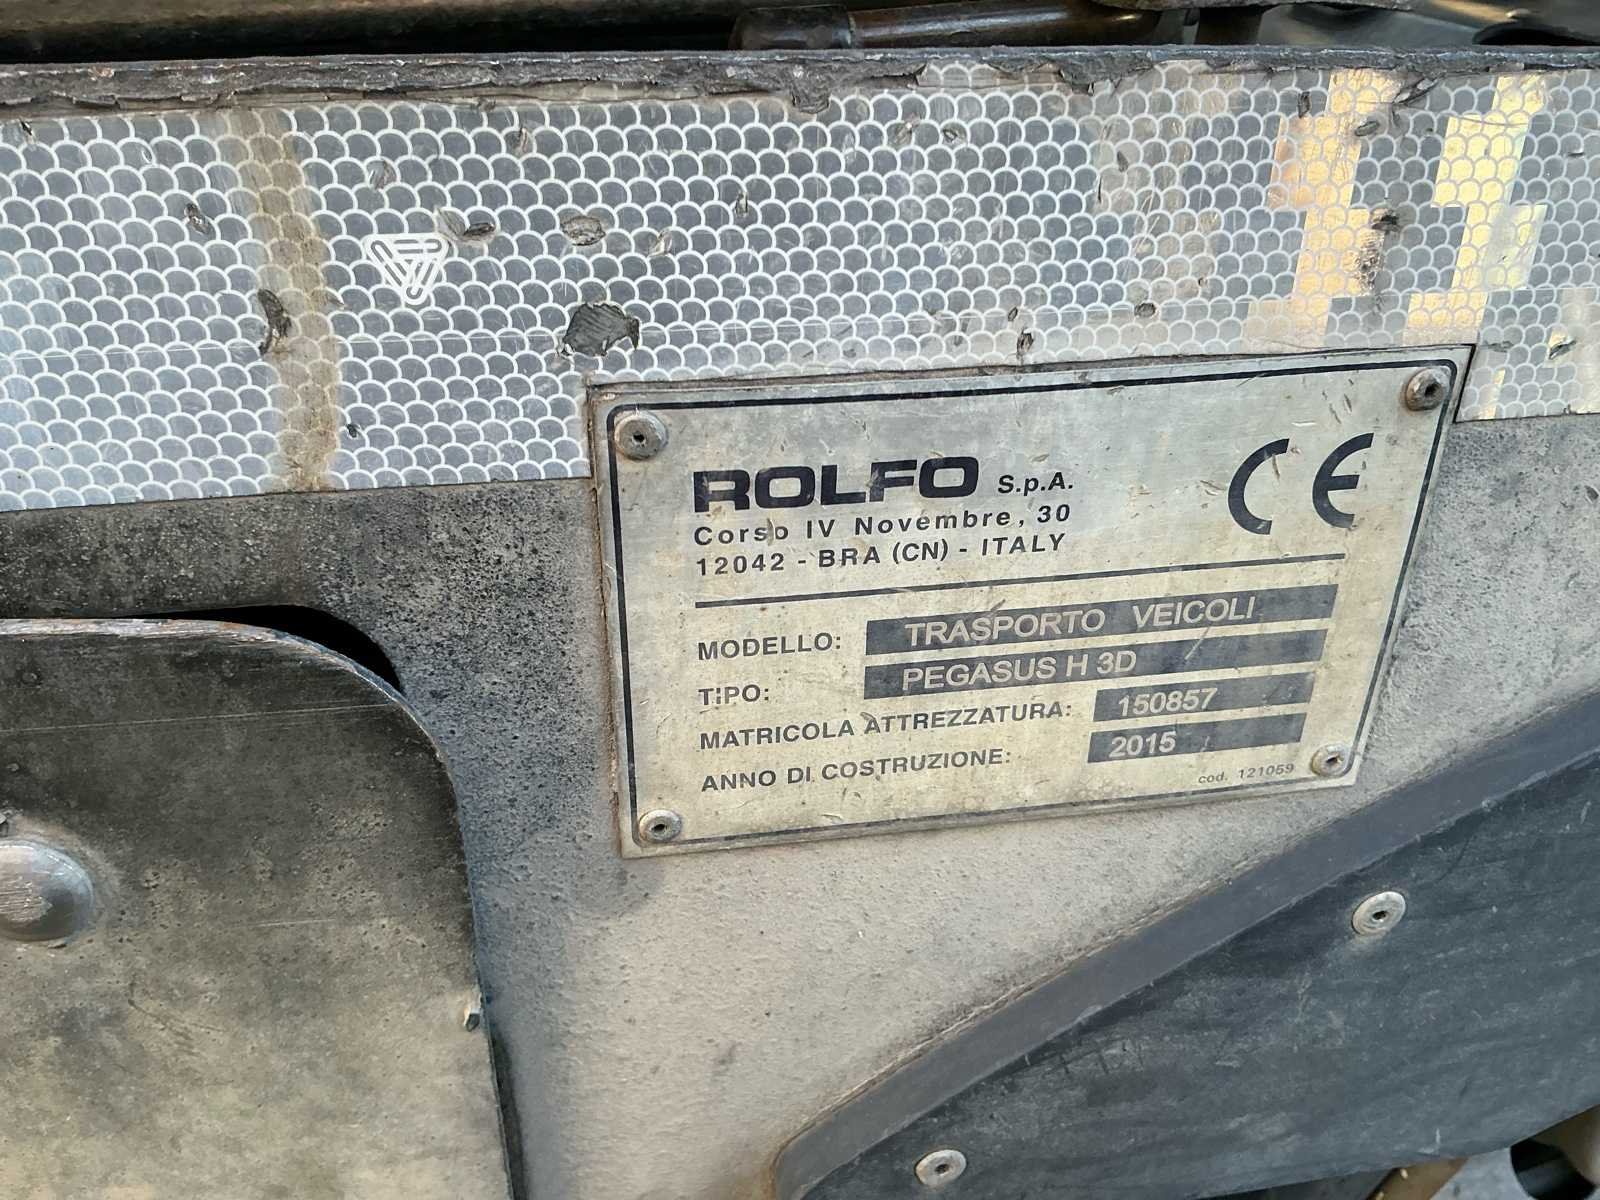 ROLFO S.p.A.
Corso IV Novembre, 30
12042 - BRA (CN) - ITALY
CE
MODELLO: TRASPORTO VEICOLI
TIPO: PEGASUS H 3D
MATRICOLA ATTREZZATURA: 150857
ANNO DI COSTRUZIONE: 2015
cod. 121059